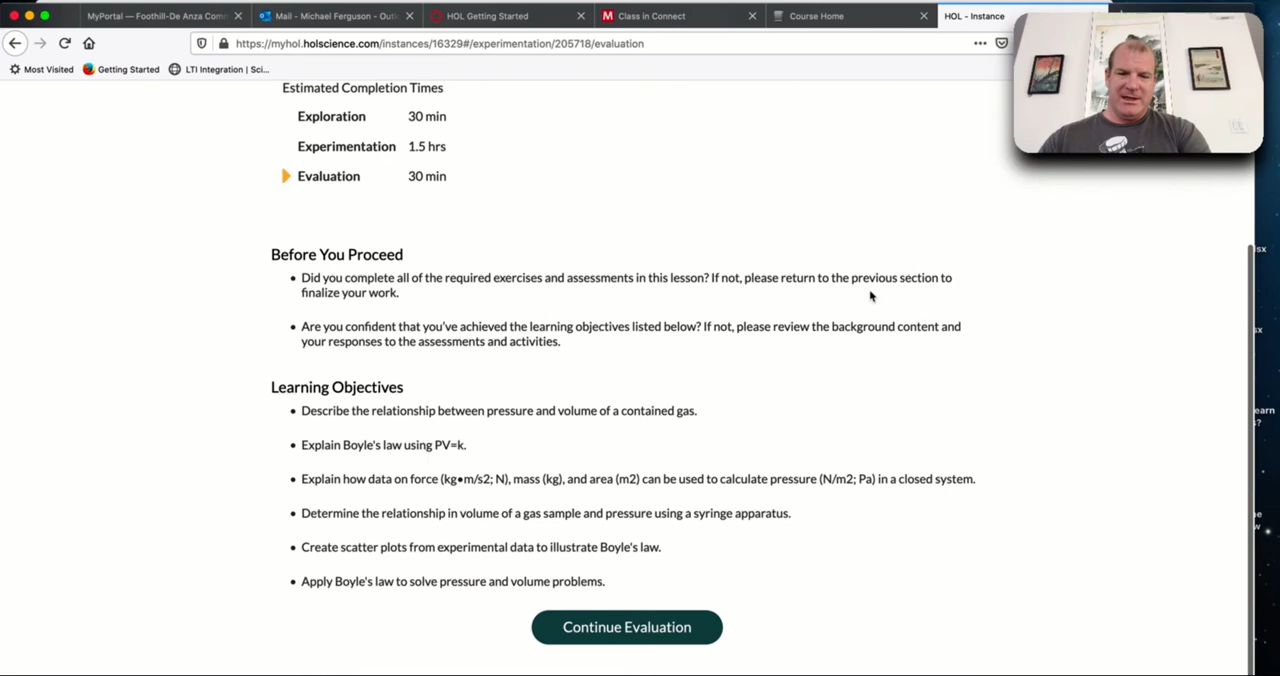 MyPortal — Foothill-De Anza Com
Mail - Michael Ferguson - Outl
HOL Getting Started
Class in Connect
Course Home
HOL - Instance
https://myhol.holscience.com/instances/16329#/experimentation/205718/evaluation
Most Visited
Getting Started
LTI Integration | Sci...
Estimated Completion Times
Exploration 30 min
Experimentation 1.5 hrs
Evaluation 30 min
Before You Proceed
• Did you complete all of the required exercises and assessments in this lesson? If not, please return to the previous section to
finalize your work.
• Are you confident that you've achieved the learning objectives listed below? If not, please review the background content and
your responses to the assessments and activities.
Learning Objectives
• Describe the relationship between pressure and volume of a contained gas.
• Explain Boyle's law using PV=k.
• Explain how data on force (kg•m/s2; N), mass (kg), and area (m2) can be used to calculate pressure (N/m2; Pa) in a closed system.
• Determine the relationship in volume of a gas sample and pressure using a syringe apparatus.
• Create scatter plots from experimental data to illustrate Boyle's law.
• Apply Boyle's law to solve pressure and volume problems.
Continue Evaluation
sx
earn